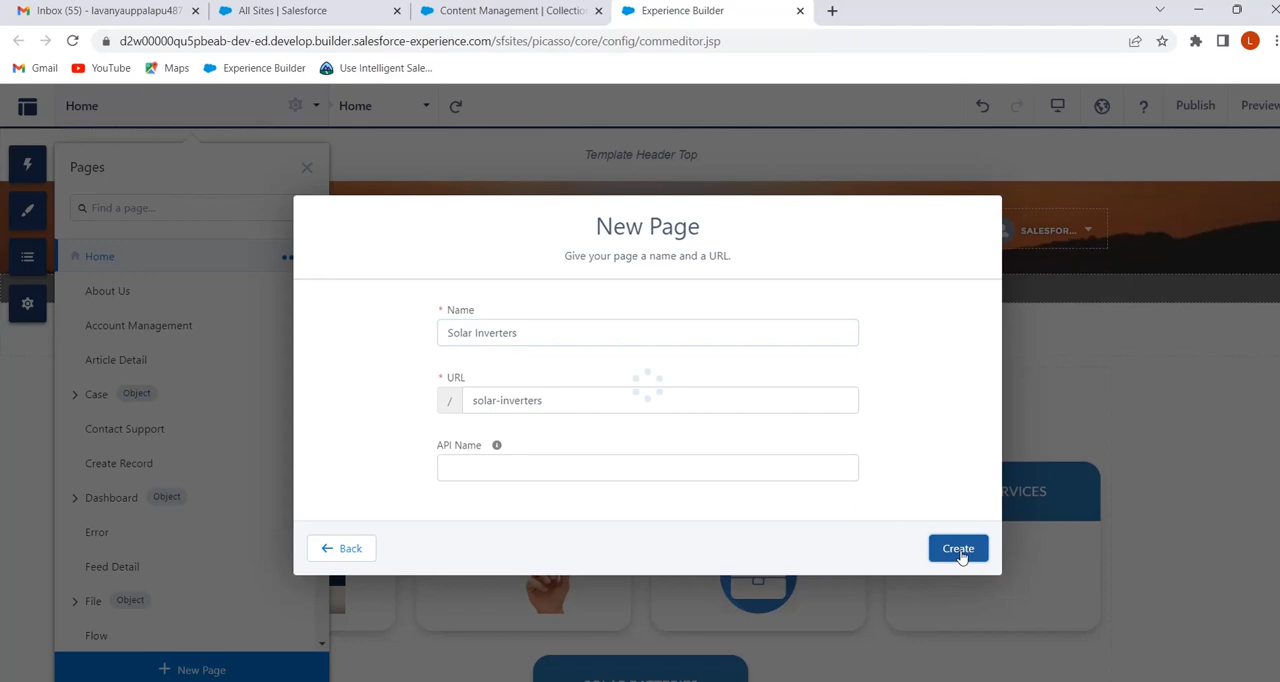 Inbox (55) - lavanyauppalapu487
All Sites | Salesforce
Content Management | Collection
Experience Builder
d2w00000qu5pbeab-dev-ed.develop.builder.salesforce-experience.com/sfsites/picasso/core/config/commeditor.jsp
L
Gmail
YouTube
Maps
Experience Builder
Use Intelligent Sale...
Home
Home
?
Publish
Preview
Template Header Top
Pages
Find a page...
SALESFOR...
Home
About Us
Account Management
Article Detail
Case Object
Contact Support
Create Record
Dashboard Object
Error
Feed Detail
File Object
Flow
+ New Page
New Page
Give your page a name and a URL.
* Name
Solar Inverters
* URL
/ solar-inverters
API Name
Back
Create
RVICES